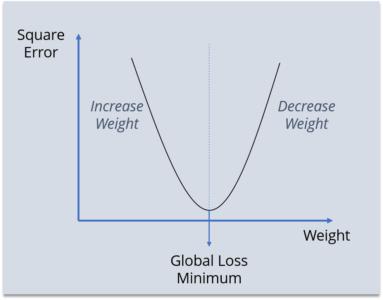 Square
Error
Increase
Weight
Decrease
Weight
Weight
Global Loss
Minimum